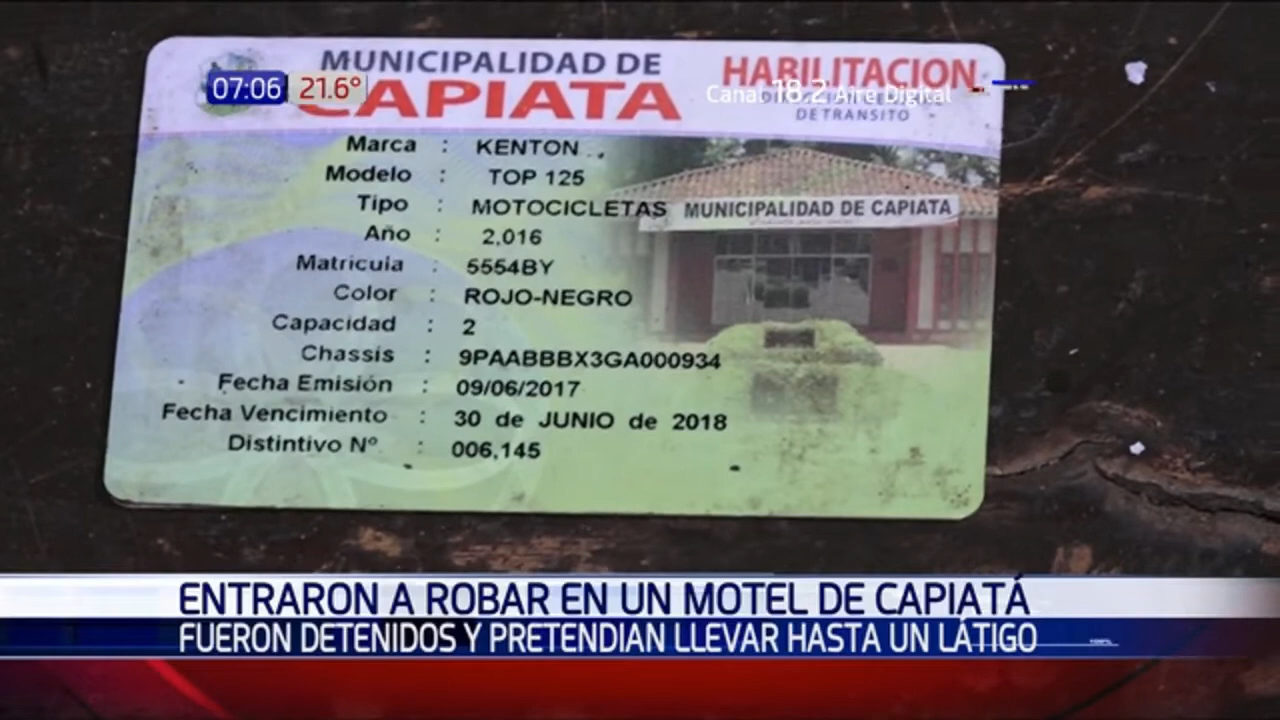 MUNICIPALIDAD DE
CAPIATA
HABILITACION
DE TRANSITO
07:06 21.6°
Canal 18.2 Aire Digital
Marca : KENTON
Modelo : TOP 125
Tipo : MOTOCICLETAS
MUNICIPALIDAD DE CAPIATA
Año : 2,016
Matricula : 5554BY
Color : ROJO-NEGRO
Capacidad : 2
Chassis : 9PAABBBX3GA000934
Fecha Emisión : 09/06/2017
Fecha Vencimiento : 30 de JUNIO de 2018
Distintivo Nº : 006,145
ENTRARON A ROBAR EN UN MOTEL DE CAPIATÁ
FUERON DETENIDOS Y PRETENDIAN LLEVAR HASTA UN LÁTIGO